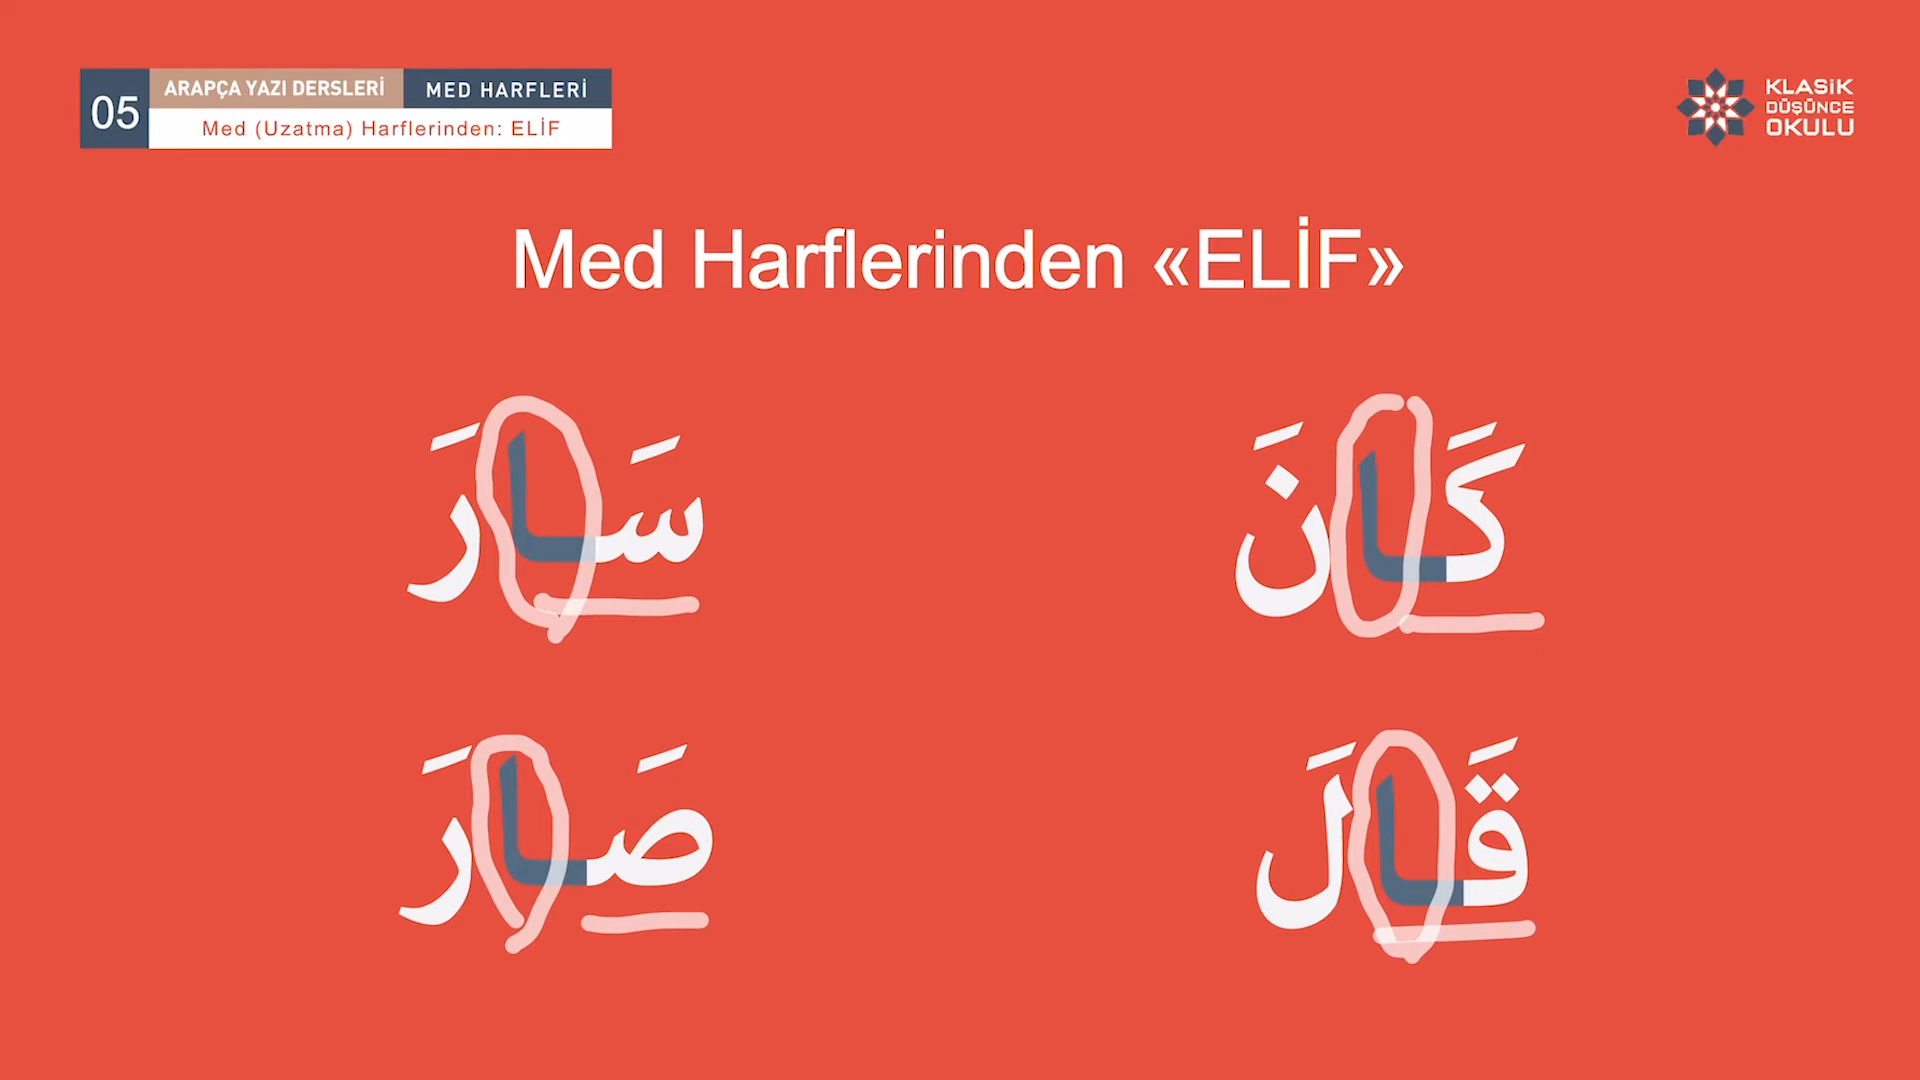 05
ARAPÇA YAZI DERSLERİ
MED HARFLERİ
Med (Uzatma) Harflerinden: ELİF
KLASİK
DÜŞÜNCE
OKULU
Med Harflerinden «ELİF»
كَانَ
سَارَ
قَالَ
صَارَ